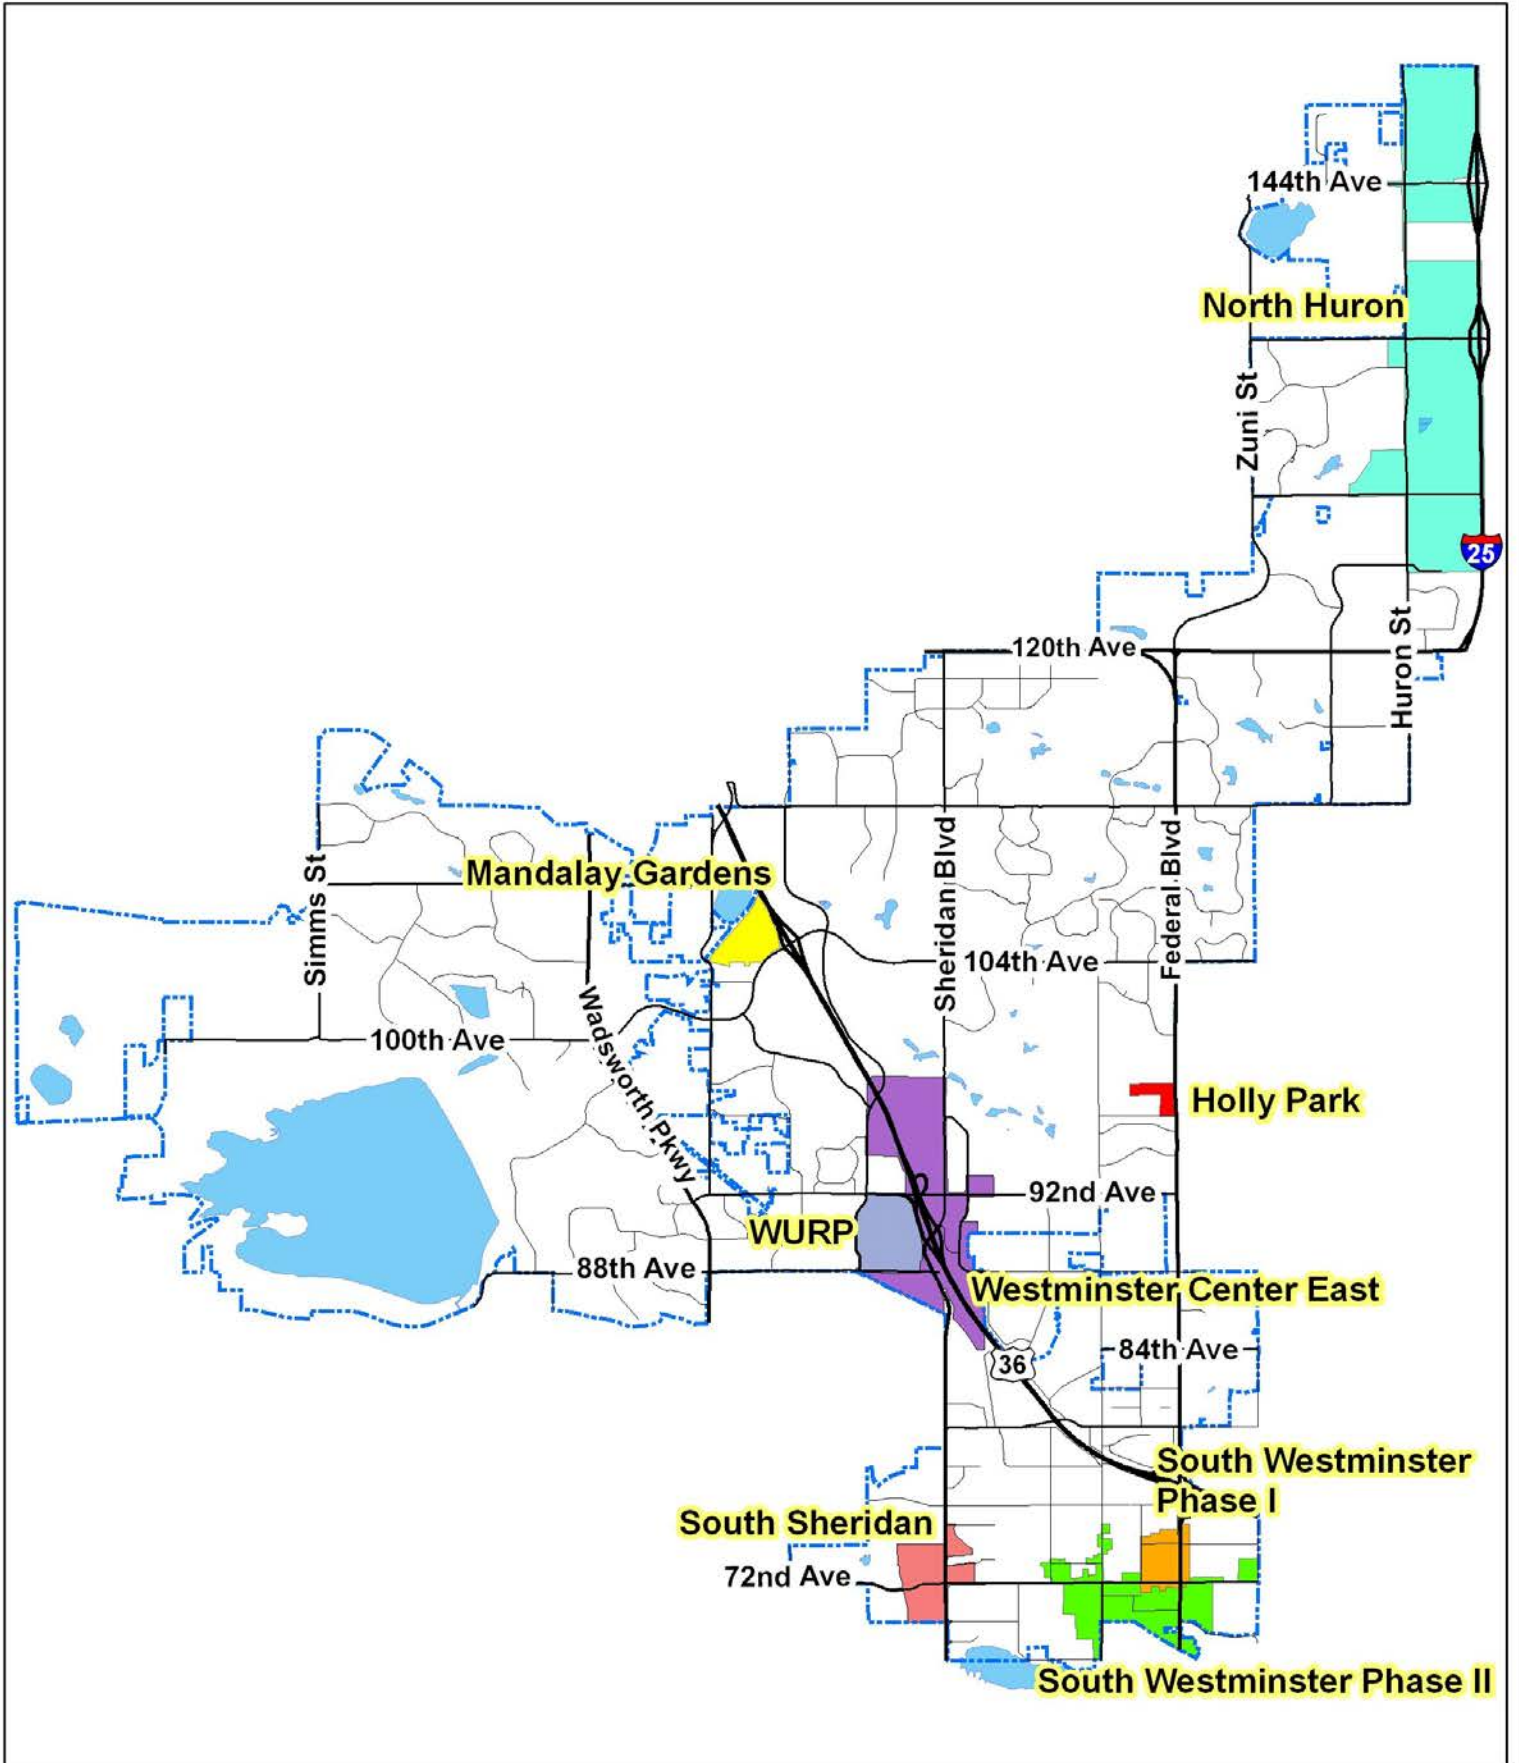 144th Ave
North Huron
Zuni St
25
Huron St
120th Ave
Mandalay Gardens
Simms St
Sheridan Blvd
Federal Blvd
104th Ave
Wadsworth Pkwy
100th Ave
Holly Park
92nd Ave
WURP
88th Ave
Westminster Center East
84th Ave
36
South Westminster
Phase I
South Sheridan
72nd Ave
South Westminster Phase II